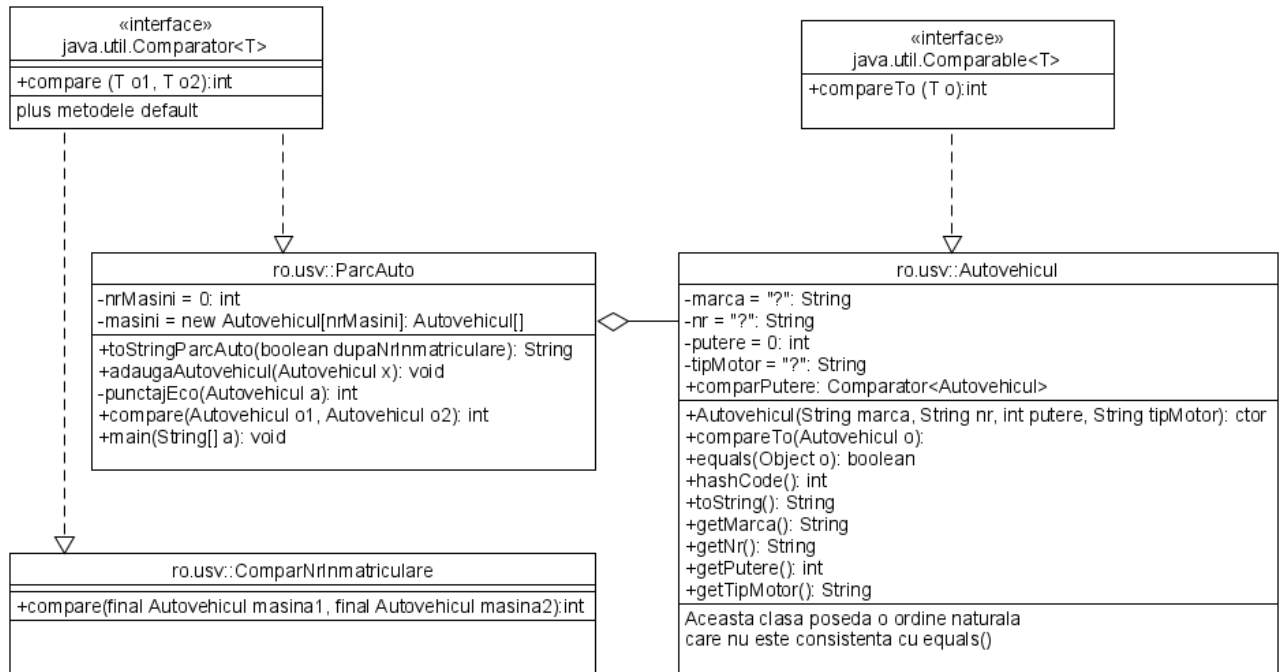 «interface»
java.util.Comparator<T>
+compare (T o1, T o2):int
plus metodele default
«interface»
java.util.Comparable<T>
+compareTo (T o):int
ro.usv::ParcAuto
-nrMasini = 0: int
-masini = new Autovehicul[nrMasini]: Autovehicul[]
+toStringParcAuto(boolean dupaNrInmatriculare): String
+adaugaAutovehicul(Autovehicul x): void
-punctajEco(Autovehicul a): int
+compare(Autovehicul o1, Autovehicul o2): int
+main(String[] a): void
ro.usv::Autovehicul
-marca = "?": String
-nr = "?": String
-putere = 0: int
-tipMotor = "?": String
+comparPutere: Comparator<Autovehicul>
+Autovehicul(String marca, String nr, int putere, String tipMotor): ctor
+compareTo(Autovehicul o):
+equals(Object o): boolean
+hashCode(): int
+toString(): String
+getMarca(): String
+getNr(): String
+getPutere(): int
+getTipMotor(): String
Aceasta clasa poseda o ordine naturala
care nu este consistenta cu equals()
ro.usv::ComparNrInmatriculare
+compare(final Autovehicul masina1, final Autovehicul masina2):int